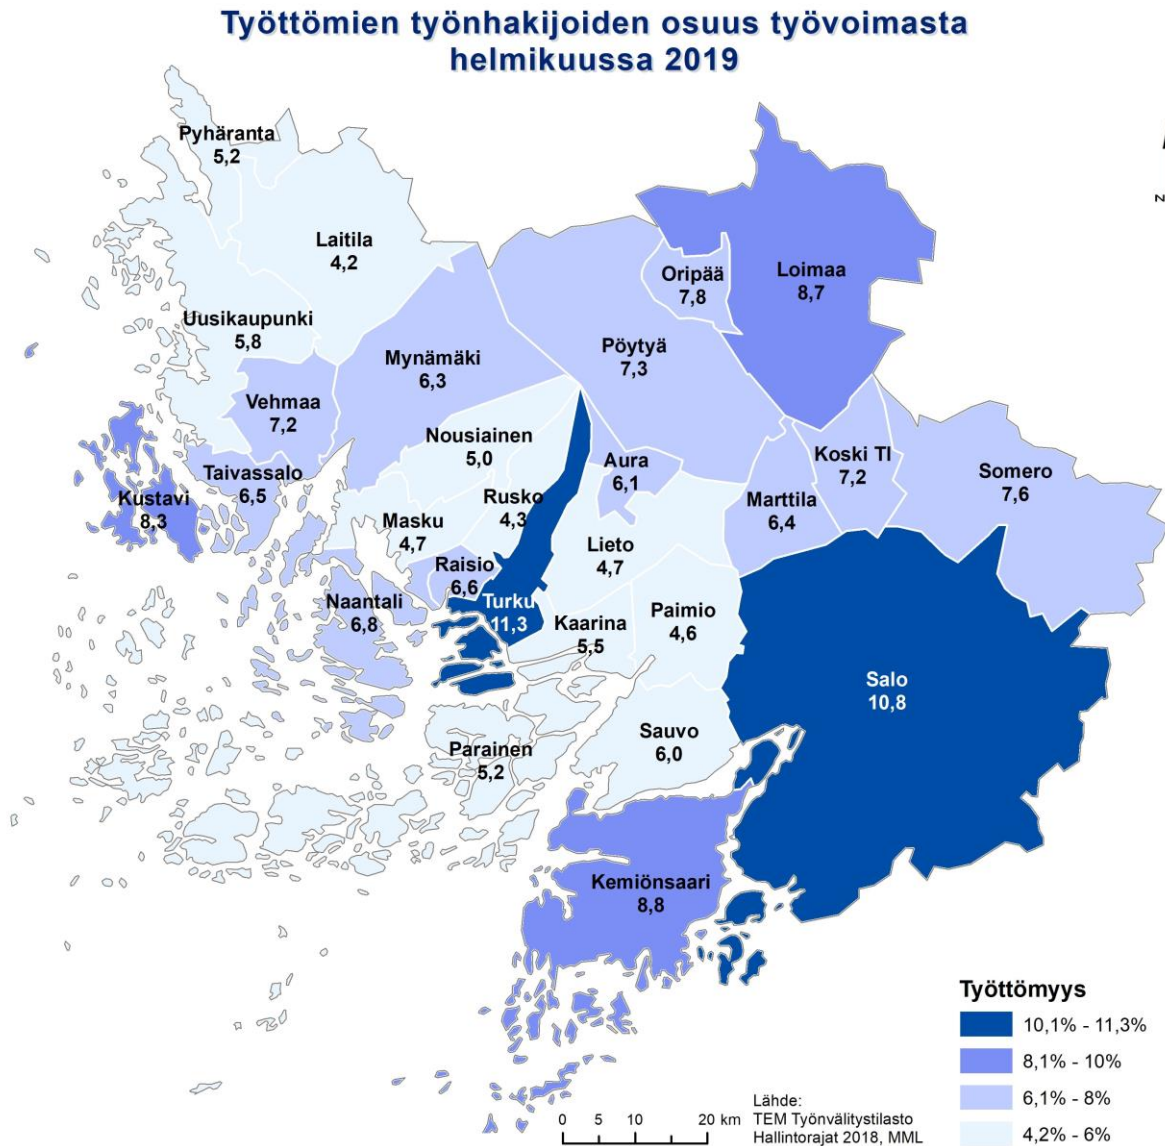 Työttömien työnhakijoiden osuus työvoimasta
helmikuussa 2019
Pyhäranta
5,2
Laitila
4,2
Uusikaupunki
5,8
Mynämäki
6,3
Vehmaa
7,2
Taivassalo
6,5
Kustavi
8,3
Nousiainen
5,0
Rusko
4,3
Masku
4,7
Raisio
6,6
Naantali
6,8
Turku
11,3
Oripää
7,8
Loimaa
8,7
Pöytyä
7,3
Aura
6,1
Koski Tl
7,2
Somero
7,6
Marttila
6,4
Lieto
4,7
Kaarina
5,5
Paimio
4,6
Salo
10,8
Sauvo
6,0
Parainen
5,2
Kemiönsaari
8,8
z
Työttömyys
10,1% - 11,3%
8,1% - 10%
6,1% - 8%
4,2% - 6%
0 5 10 20 km
Lähde:
TEM Työnvälitystilasto
Hallintorajat 2018, MML